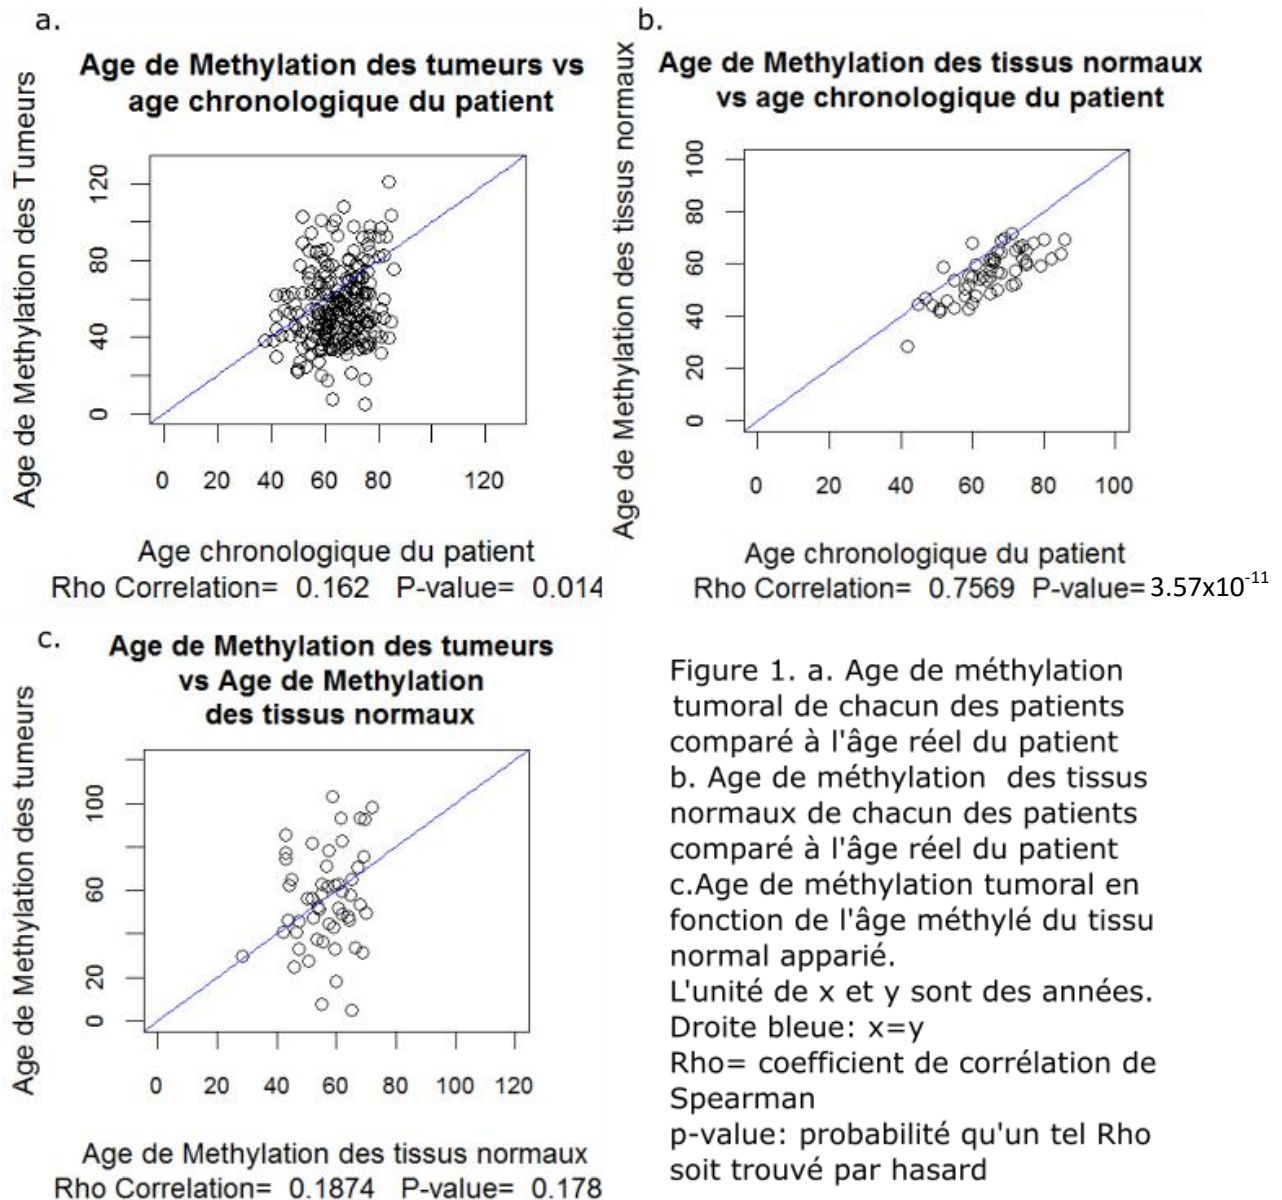 a.
Age de Methylation des tumeurs vs
age chronologique du patient
Age de Methylation des Tumeurs
120
80
40
0
0 20 40 60 80 120
Age chronologique du patient
Rho Correlation= 0.162 P-value= 0.014
b.
Age de Methylation des tissus normaux
vs age chronologique du patient
Age de Methylation des tissus normaux
100
80
60
40
20
0
0 20 40 60 80 100
Age chronologique du patient
Rho Correlation= 0.7569 P-value= 3.57x10⁻¹¹
c.
Age de Methylation des tumeurs
vs Age de Methylation
des tissus normaux
Age de Methylation des tumeurs
100
60
20
0
0 20 40 60 80 100 120
Age de Methylation des tissus normaux
Rho Correlation= 0.1874 P-value= 0.178
Figure 1. a. Age de méthylation
tumoral de chacun des patients
comparé à l'âge réel du patient
b. Age de méthylation des tissus
normaux de chacun des patients
comparé à l'âge réel du patient
c.Age de méthylation tumoral en
fonction de l'âge méthylé du tissu
normal apparié.
L'unité de x et y sont des années.
Droite bleue: x=y
Rho= coefficient de corrélation de
Spearman
p-value: probabilité qu'un tel Rho
soit trouvé par hasard